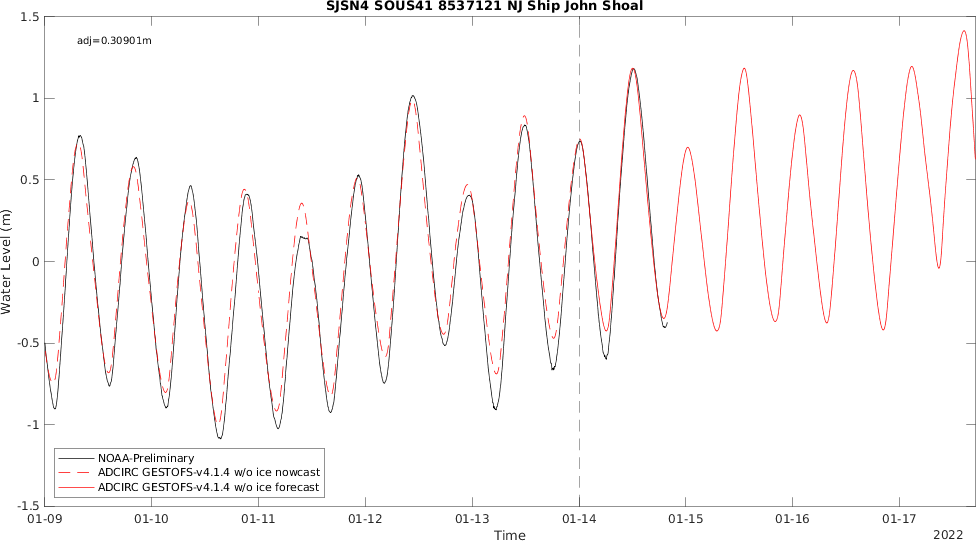 SJSN4 SOUS41 8537121 NJ Ship John Shoal
adj=0.30901m
1.5
1
0.5
0
-0.5
-1
-1.5
Water Level (m)
NOAA-Preliminary
ADCIRC GESTOFS-v4.1.4 w/o ice nowcast
ADCIRC GESTOFS-v4.1.4 w/o ice forecast
01-09 01-10 01-11 01-12 01-13 01-14 01-15 01-16 01-17
Time
2022